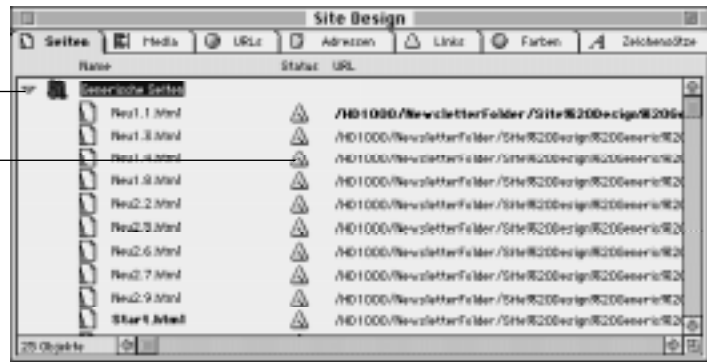 Site Design
Seiten Media URLs Adressen Links Farben Zeichensätze
Name Status URL
Generische Seiten
Neu1.1.html /HD1000/NewsletterFolder/Site%20Design%20Ge
Neu1.3.html /HD1000/NewsletterFolder/Site%20Design%20Generic%20
Neu1.4.html /HD1000/NewsletterFolder/Site%20Design%20Generic%20
Neu1.8.html /HD1000/NewsletterFolder/Site%20Design%20Generic%20
Neu2.2.html /HD1000/NewsletterFolder/Site%20Design%20Generic%20
Neu2.5.html /HD1000/NewsletterFolder/Site%20Design%20Generic%20
Neu2.6.html /HD1000/NewsletterFolder/Site%20Design%20Generic%20
Neu2.7.html /HD1000/NewsletterFolder/Site%20Design%20Generic%20
Neu2.9.html /HD1000/NewsletterFolder/Site%20Design%20Generic%20
Start.html /HD1000/NewsletterFolder/Site%20Design%20Generic%20
25 Objekte